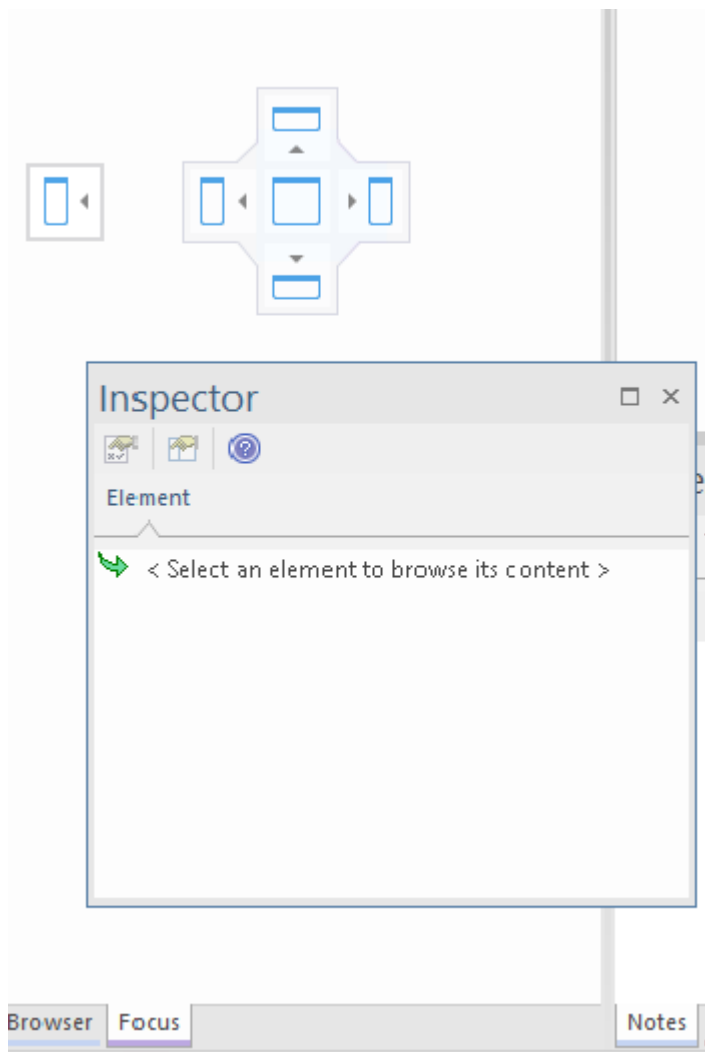 Inspector
Element
< Select an element to browse its content >
Browser
Focus
Notes